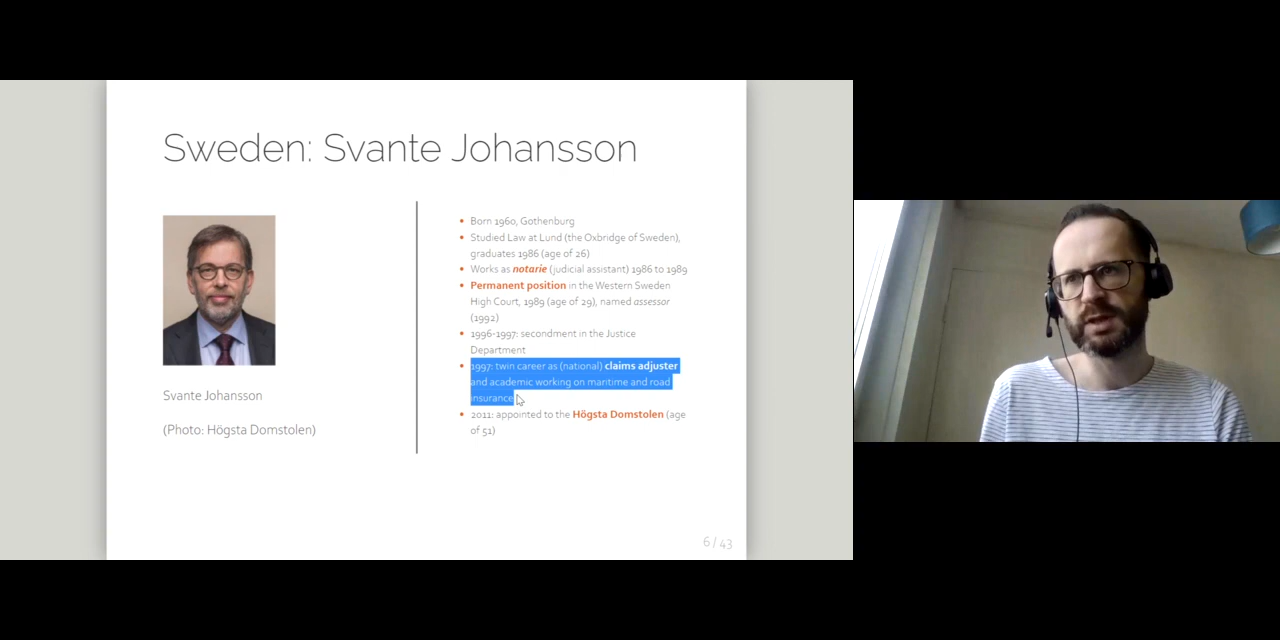 Sweden: Svante Johansson
Svante Johansson
(Photo: Högsta Domstolen)
• Born 1960, Gothenburg
• Studied Law at Lund (the Oxbridge of Sweden),
graduates 1986 (age of 26)
• Works as notarie (judicial assistant) 1986 to 1989
• Permanent position in the Western Sweden
High Court, 1989 (age of 29), named assessor
(1992)
• 1996-1997: secondment in the Justice
Department
• 1997: twin career as (national) claims adjuster
and academic working on maritime and road
insurance
• 2011: appointed to the Högsta Domstolen (age
of 51)
6 / 43